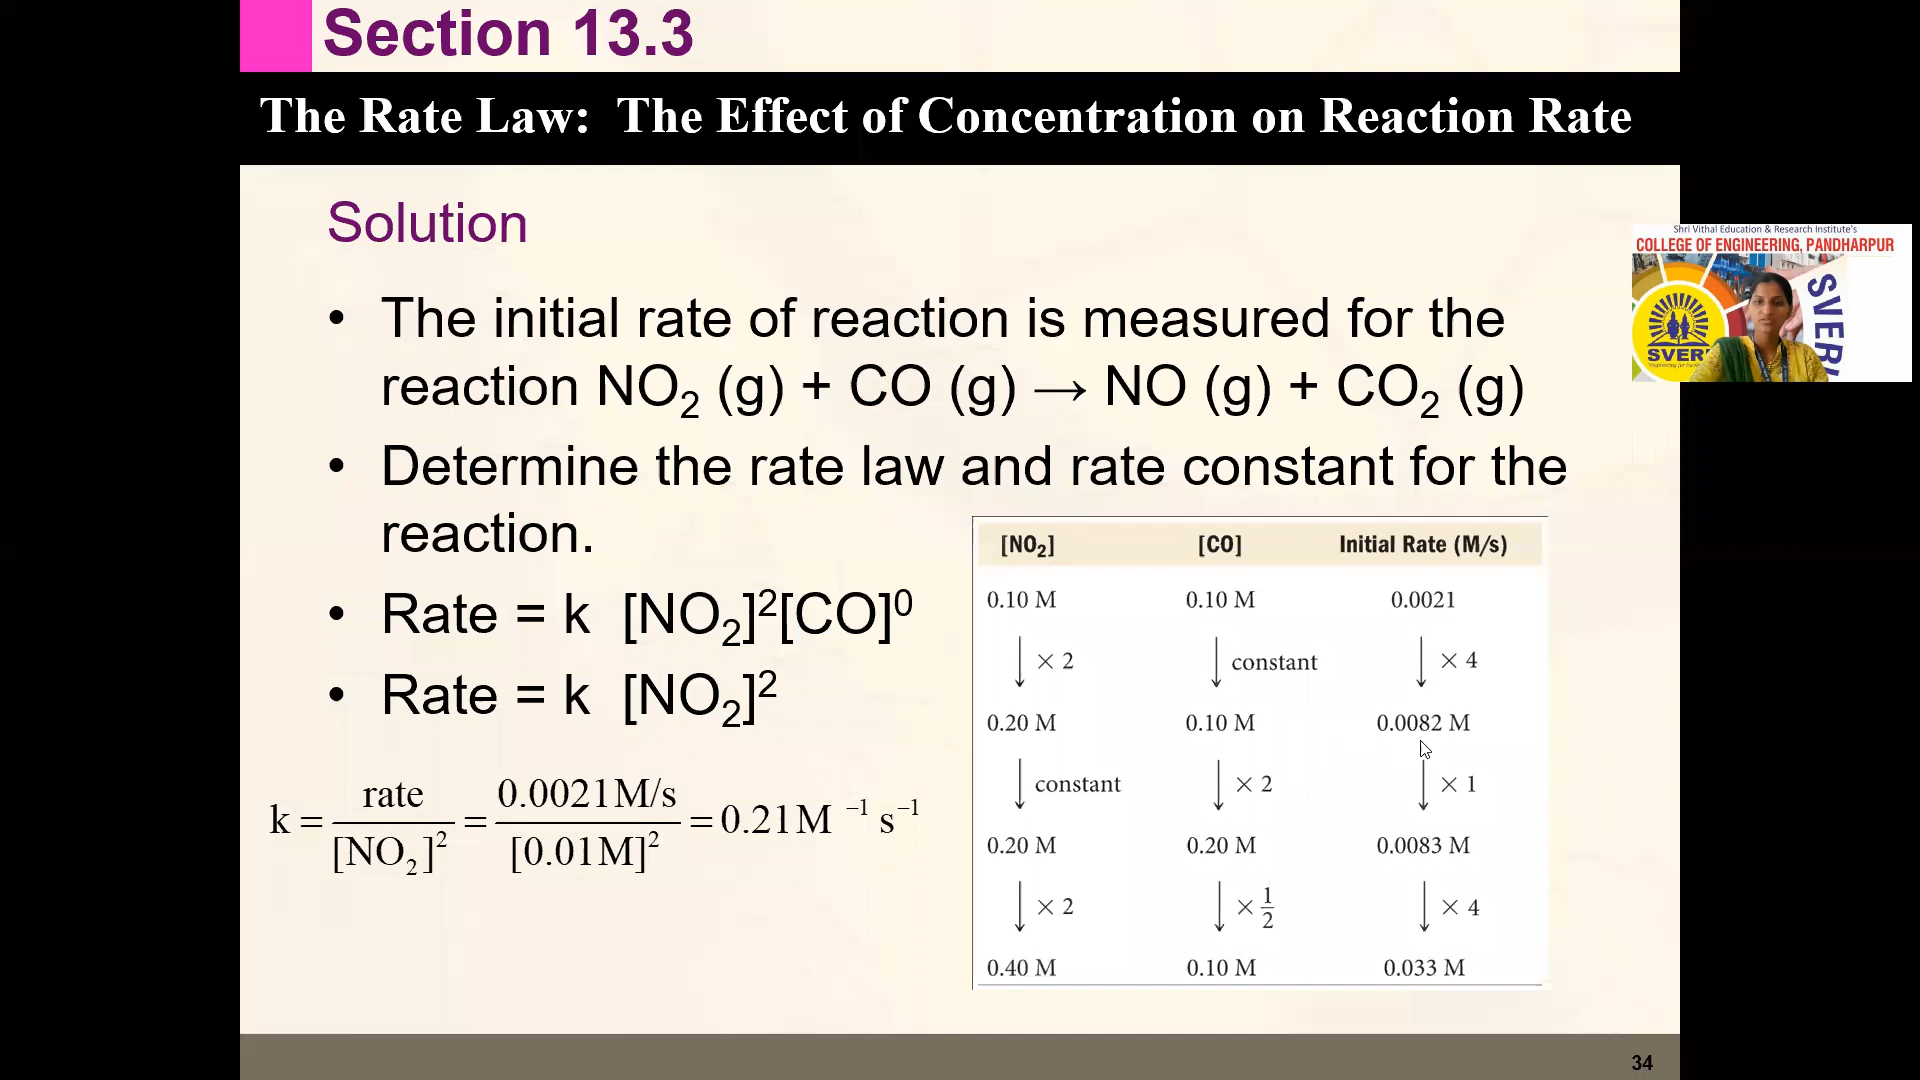 Section 13.3
The Rate Law: The Effect of Concentration on Reaction Rate
Solution
• The initial rate of reaction is measured for the
reaction NO₂ (g) + CO (g) → NO (g) + CO₂ (g)
• Determine the rate law and rate constant for the
reaction.
• Rate = k [NO₂]²[CO]⁰
• Rate = k [NO₂]²
k = rate/[NO₂]² = 0.0021M/s/[0.01M]² = 0.21M ⁻¹ s⁻¹
[NO₂] [CO] Initial Rate (M/s)
0.10 M 0.10 M 0.0021
↓ × 2 ↓ constant ↓ × 4
0.20 M 0.10 M 0.0082 M
↓ constant ↓ × 2 ↓ × 1
0.20 M 0.20 M 0.0083 M
↓ × 2 ↓ × 1/2 ↓ × 4
0.40 M 0.10 M 0.033 M
34
Shri Vithal Education & Research Institute's
COLLEGE OF ENGINEERING, PANDHARPUR
SVERI
SVERI